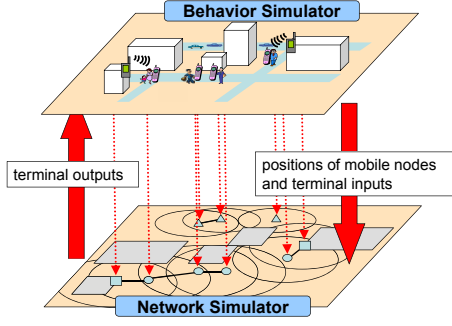 Behavior Simulator
terminal outputs
positions of mobile nodes
and terminal inputs
Network Simulator